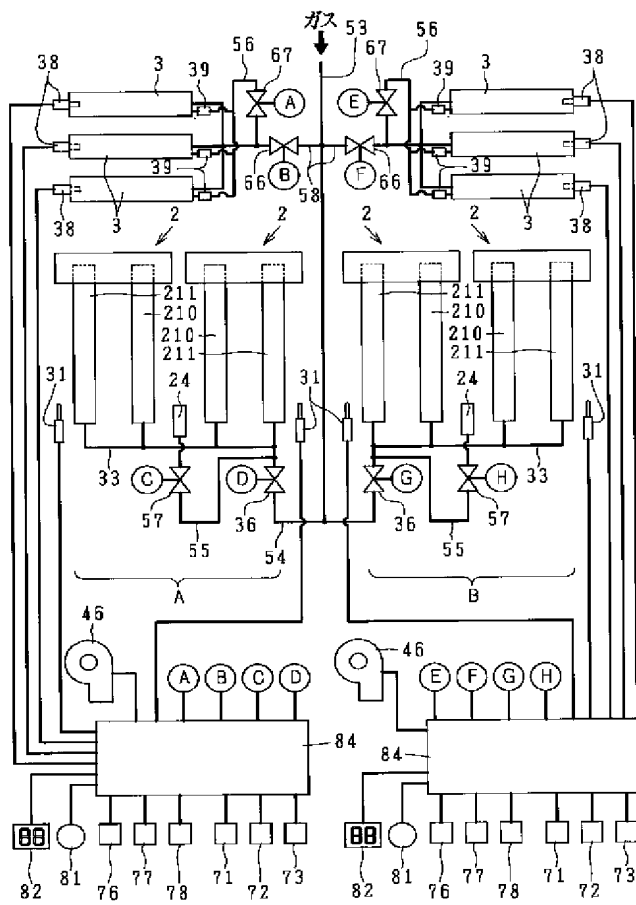 ガス
56 67 53 67 56
38 3 39 A E 39 3 38
66 B 58 F 66
38 3 39 39 3 38
2 2 2 2
211 211
210 210
210 210
211 211
31 24 31 24 31
33 33
C D G H
57 36 36 57
55 54 55
A B
46 46
A B C D E F G H
84 84
88 88
82 81 76 77 78 71 72 73 82 81 76 77 78 71 72 73